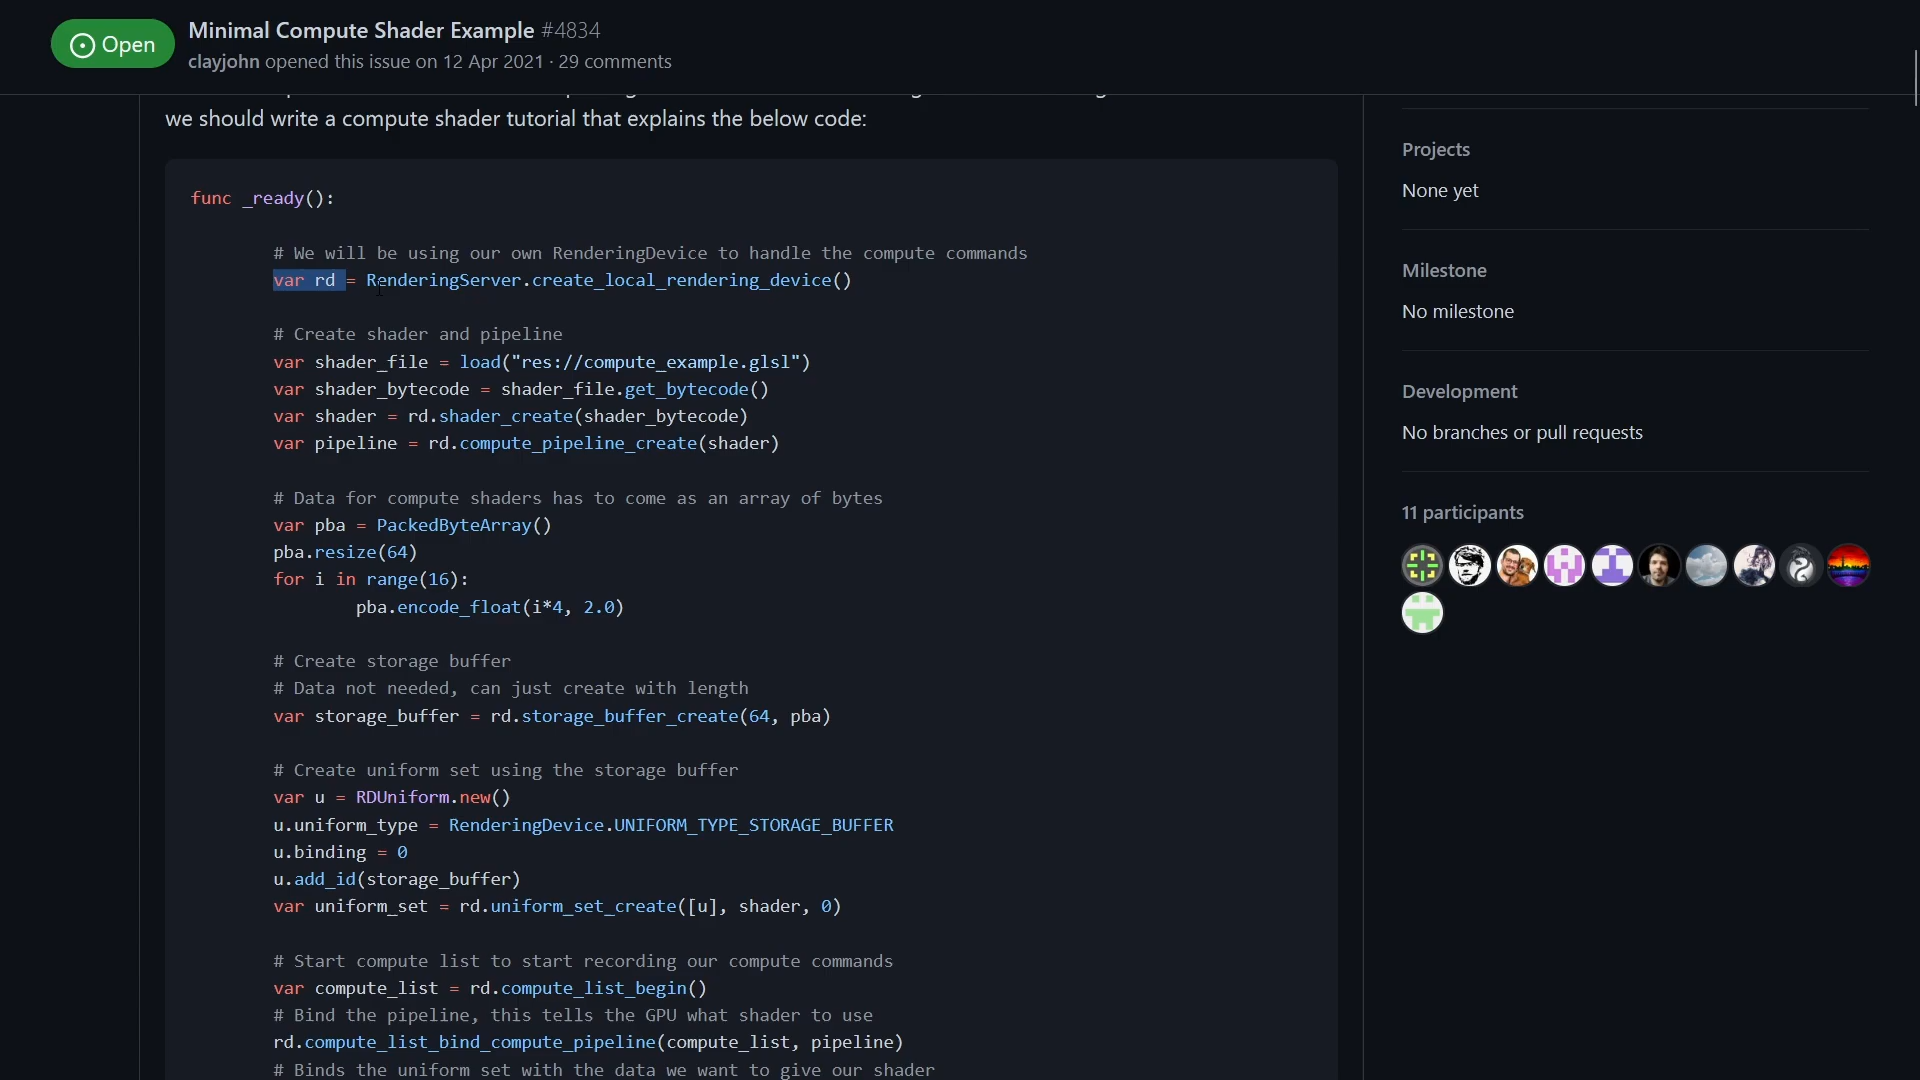 Open
Minimal Compute Shader Example #4834
clayjohn opened this issue on 12 Apr 2021 · 29 comments
we should write a compute shader tutorial that explains the below code:
func _ready():
# We will be using our own RenderingDevice to handle the compute commands
var rd = RenderingServer.create_local_rendering_device()
# Create shader and pipeline
var shader_file = load("res://compute_example.glsl")
var shader_bytecode = shader_file.get_bytecode()
var shader = rd.shader_create(shader_bytecode)
var pipeline = rd.compute_pipeline_create(shader)
# Data for compute shaders has to come as an array of bytes
var pba = PackedByteArray()
pba.resize(64)
for i in range(16):
pba.encode_float(i*4, 2.0)
# Create storage buffer
# Data not needed, can just create with length
var storage_buffer = rd.storage_buffer_create(64, pba)
# Create uniform set using the storage buffer
var u = RDUniform.new()
u.uniform_type = RenderingDevice.UNIFORM_TYPE_STORAGE_BUFFER
u.binding = 0
u.add_id(storage_buffer)
var uniform_set = rd.uniform_set_create([u], shader, 0)
# Start compute list to start recording our compute commands
var compute_list = rd.compute_list_begin()
# Bind the pipeline, this tells the GPU what shader to use
rd.compute_list_bind_compute_pipeline(compute_list, pipeline)
# Binds the uniform set with the data we want to give our shader
Projects
None yet
Milestone
No milestone
Development
No branches or pull requests
11 participants